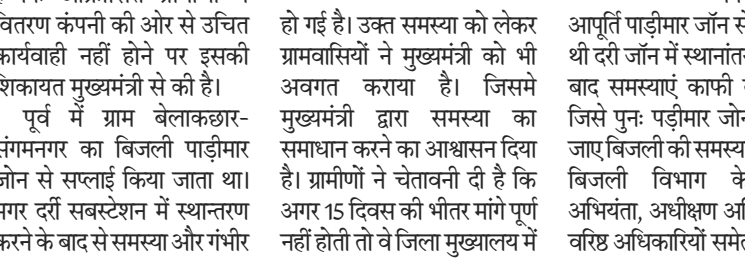 वितरण कंपनी की ओर से उचित
कार्यवाही नहीं होने पर इसकी
शिकायत मुख्यमंत्री से की है।
पूर्व में ग्राम बेलाकछार-
संगमनगर का बिजली पाड़ीमार
जोन से सप्लाई किया जाता था।
मगर दर्री सबस्टेशन में स्थान्तरण
करने के बाद से समस्या और गंभीर
हो गई है। उक्त समस्या को लेकर
ग्रामवासियों ने मुख्यमंत्री को भी
अवगत कराया है। जिसमे
मुख्यमंत्री द्वारा समस्या का
समाधान करने का आश्वासन दिया
है। ग्रामीणों ने चेतावनी दी है कि
अगर 15 दिवस की भीतर मांगे पूर्ण
नहीं होती तो वे जिला मुख्यालय में
आपूर्ति पाड़ीमार जॉन से
थी दरी जॉन में
बाद समस्याएं काफी
जिसे पुनः पड़ीमार जोन
जाए बिजली की समस्या
बिजली विभाग के
अभियंता, अधीक्षण
वरिष्ठ अधिकारियों समेत